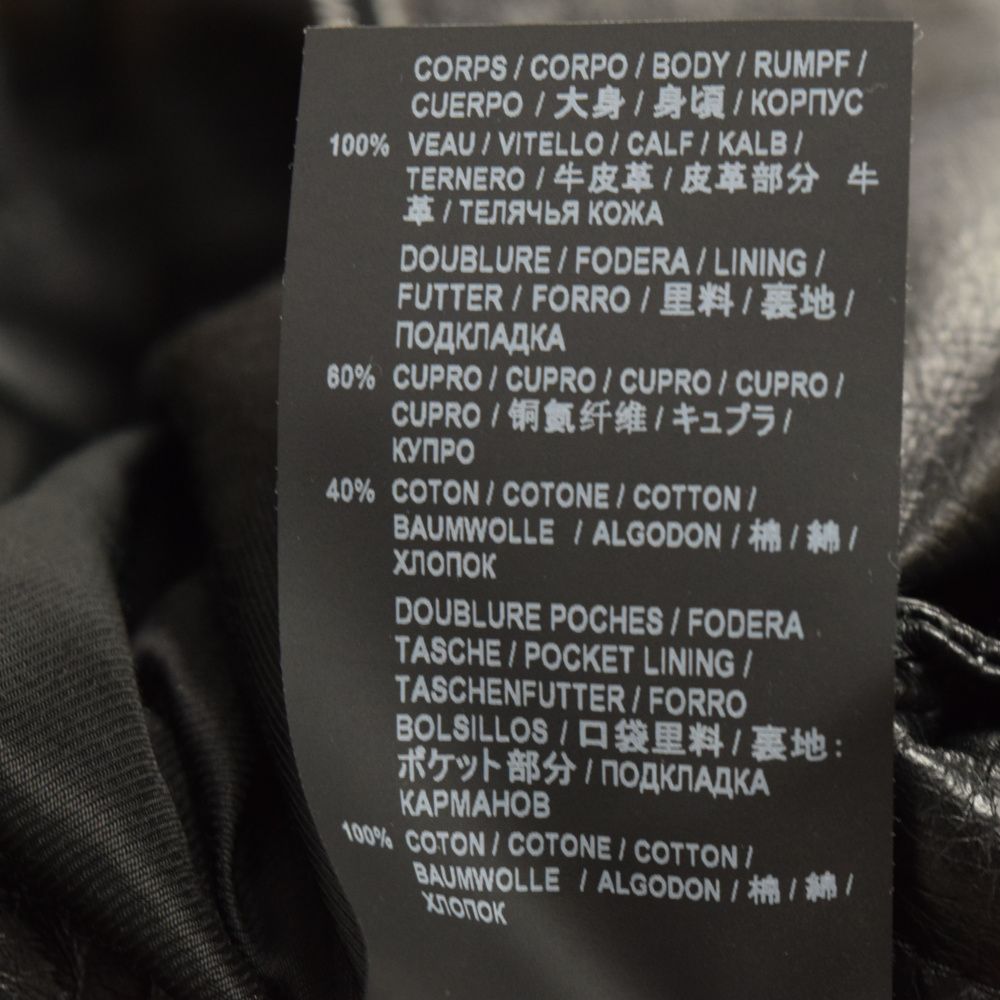 CORPS / CORPO / BODY / RUMPF /
CUERPO / 大身 / 身頃 / КОРПУС
100% VEAU / VITELLO / CALF / KALB /
TERNERO / 牛皮革 / 皮革部分 牛
革 / ТЕЛЯЧЬЯ КОЖА
DOUBLURE / FODERA / LINING /
FUTTER / FORRO / 里料 / 裏地 /
ПОДКЛАДКА
60% CUPRO / CUPRO / CUPRO / CUPRO /
CUPRO / 铜氨纤维 / キュプラ /
КУПРО
40% COTON / COTONE / COTTON /
BAUMWOLLE / ALGODON / 棉 / 綿 /
ХЛОПОК
DOUBLURE POCHES / FODERA
TASCHE / POCKET LINING /
TASCHENFUTTER / FORRO
BOLSILLOS / 口袋里料 / 裏地:
ポケット部分 / ПОДКЛАДКА
КАРМАНОВ
100% COTON / COTONE / COTTON /
BAUMWOLLE / ALGODON / 棉 / 綿 /
ХЛОПОК